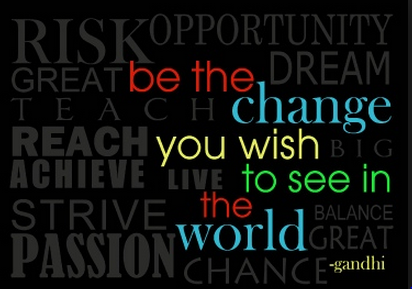 RISK OPPORTUNITY
GREAT be the DREAM
TEACH change
REACH you wish BIG
ACHIEVE LIVE to see in
STRIVE the BALANCE
PASSION world GREAT
CHANCE -gandhi